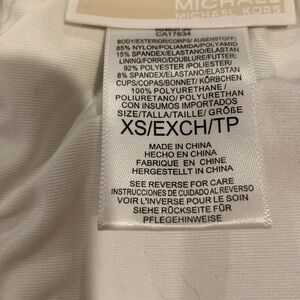 MICHAEL KORS
CA17634
BODY/EXTERIOR/CORPS/ AUSENSTOFF:
85% NYLON/POLIAMIDA/POLYAMID
15% SPANDEX/ELASTANO/ELASTAN
LINING/FORRO/DOUBLURE/FUTTER:
92% POLYESTER /POLIESTER/
8% SPANDEX/ELASTANO/ELASTAN
CUPS/COPAS/BONNET/ KÖRBCHEN
100% POLYURETHANE/
POLIURETANO/ POLYURETHAN
CON INSUMOS IMPORTADOS
SIZE/TALLA/TAILLE/ GRÖßE
XS/EXCH/TP
MADE IN CHINA
HECHO EN CHINA
FABRIQUE EN CHINE
HERGESTELLT IN CHINA
SEE REVERSE FOR CARE
INSTRUCCIONES DE CUIDADO AL REVERSO
VOIR L'INVERSE POUR LE SOIN
SIEHE RÜCKSEITE FÜR
PFLEGEHINWEISE